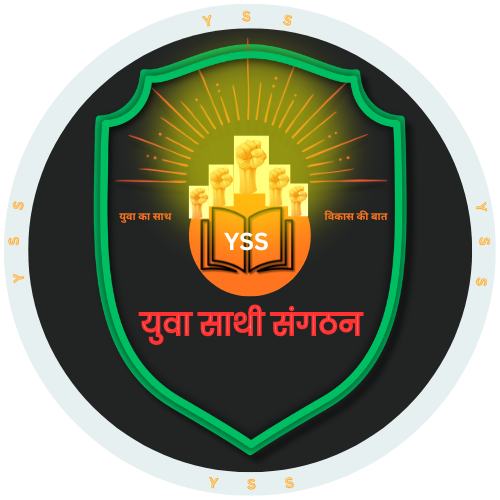 Y S S
युवा का साथ
विकास की बात
YSS
युवा साथी संगठन
Y S S
Y S S
Y S S